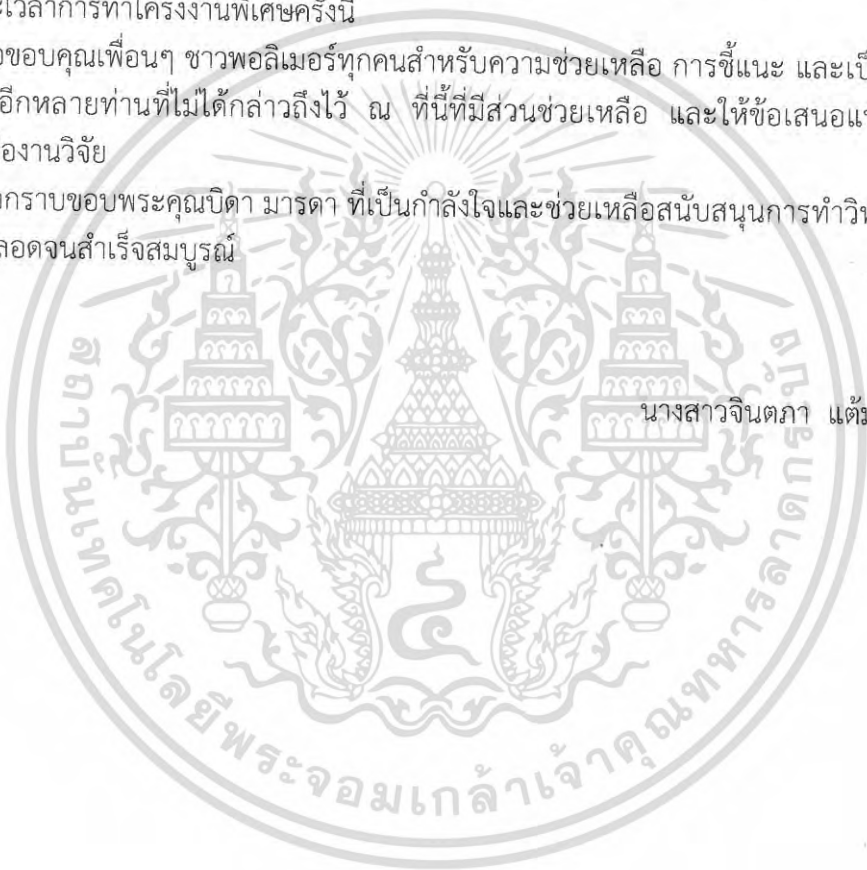 ะเวลาการทำโครงงานพิเศษครั้งนี้
อขอบคุณเพื่อนๆ ชาวพอลิเมอร์ทุกคนสำหรับความช่วยเหลือ การชี้แนะ และเป็
อีกหลายท่านที่ไม่ได้กล่าวถึงไว้ ณ ที่นี้ที่มีส่วนช่วยเหลือ และให้ข้อเสนอแ
องานวิจัย
กราบขอบพระคุณบิดา มารดา ที่เป็นกำลังใจและช่วยเหลือสนับสนุนการทำวิ
ลอดจนสำเร็จสมบูรณ์
นางสาวจินตภา แต้ม
สถาบันเทคโนโลยีพระจอมเกล้าเจ้าคุณทหารลาดกระบัง